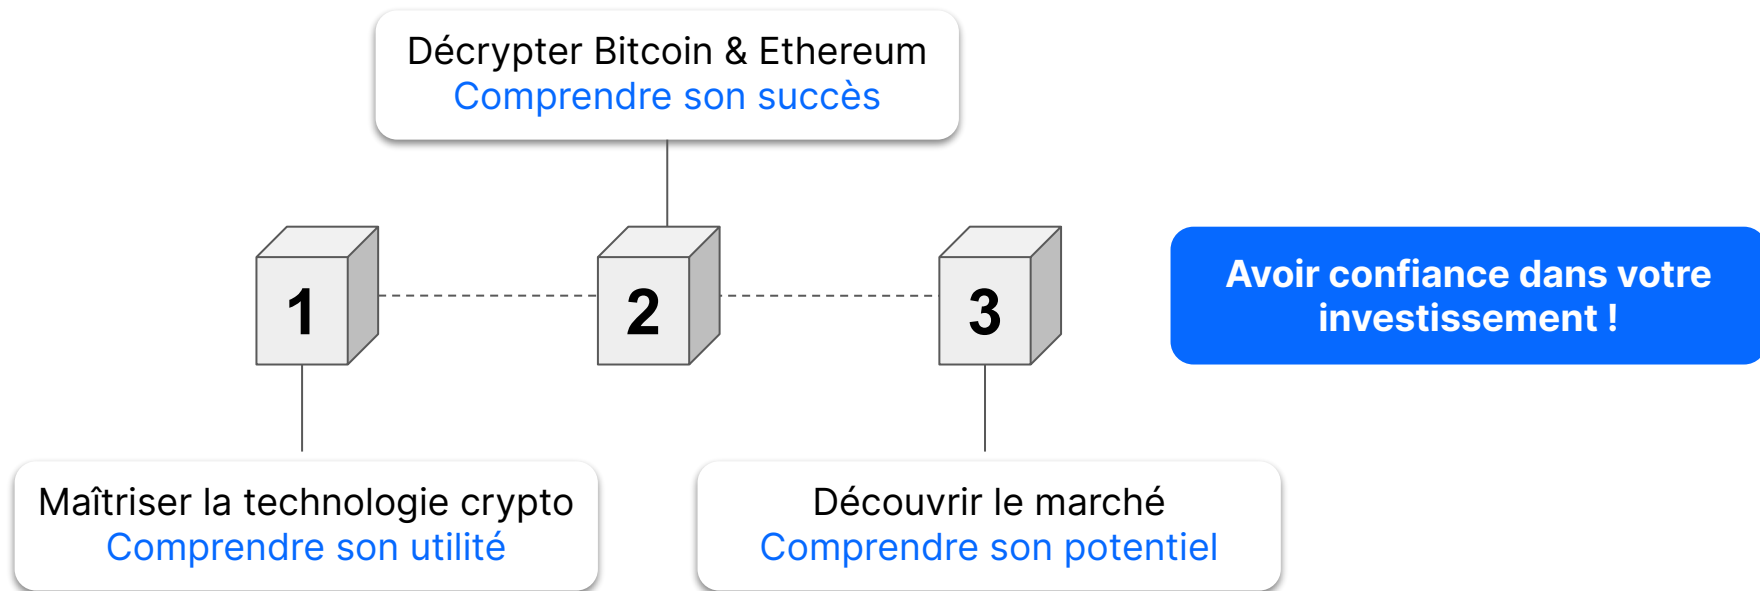 Décrypter Bitcoin & Ethereum
Comprendre son succès
1
2
3
Avoir confiance dans votre
investissement !
Maîtriser la technologie crypto
Comprendre son utilité
Découvrir le marché
Comprendre son potentiel